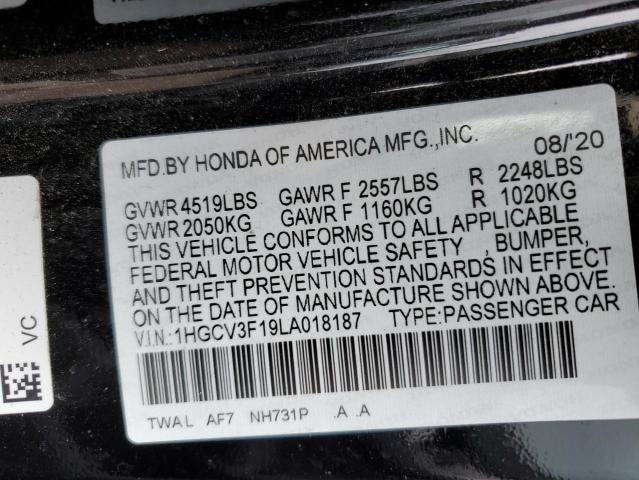 MFD.BY HONDA OF AMERICA MFG.,INC. 08/'20
GVWR 4519LBS GAWR F 2557LBS R 2248LBS
GVWR 2050KG GAWR F 1160KG R 1020KG
THIS VEHICLE CONFORMS TO ALL APPLICABLE
FEDERAL MOTOR VEHICLE SAFETY , BUMPER,
AND THEFT PREVENTION STANDARDS IN EFFECT
ON THE DATE OF MANUFACTURE SHOWN ABOVE.
V.I.N.:1HGCV3F19LA018187 TYPE:PASSENGER CAR
TWAL AF7 NH731P .A .A
VC